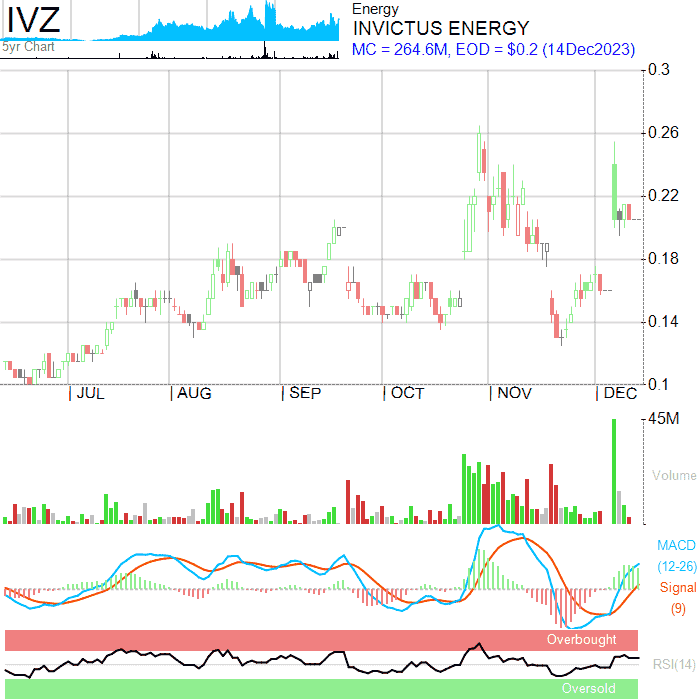 IVZ
5yr Chart
Energy
INVICTUS ENERGY
MC = 264.6M, EOD = $0.2 (14Dec2023)
0.3
0.26
0.22
0.18
0.14
0.1
JUL AUG SEP OCT NOV DEC
45M
Volume
MACD
(12-26)
Signal
(9)
Overbought
RSI(14)
Oversold